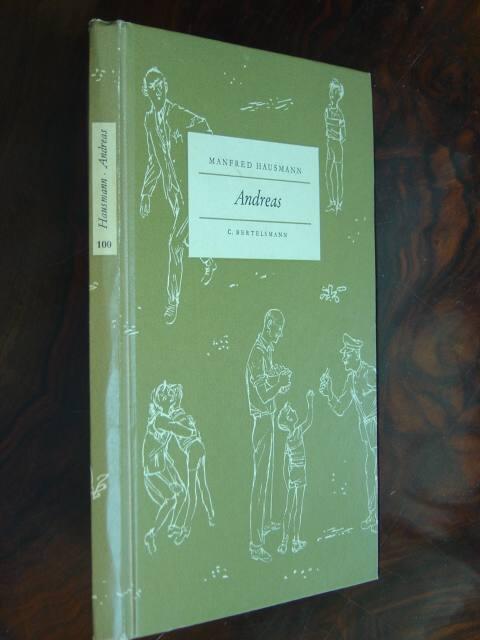 MANFRED HAUSMANN
Andreas
C. BERTELSMANN
Hausmann · Andreas
100